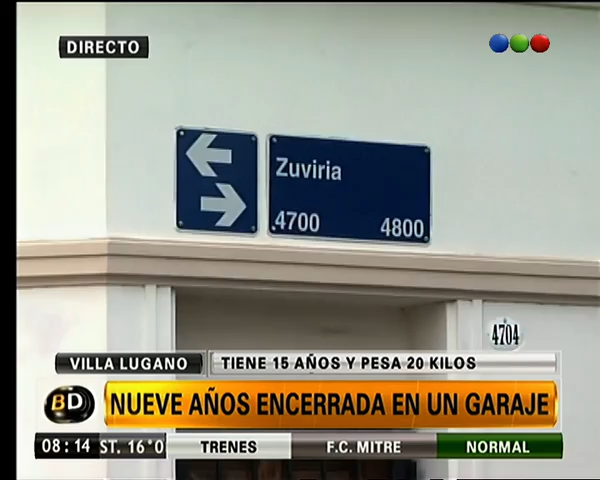 DIRECTO
Zuviria
4700 4800
4704
VILLA LUGANO TIENE 15 AÑOS Y PESA 20 KILOS
BD NUEVE AÑOS ENCERRADA EN UN GARAJE
08:14 ST. 16°0 TRENES F.C. MITRE NORMAL